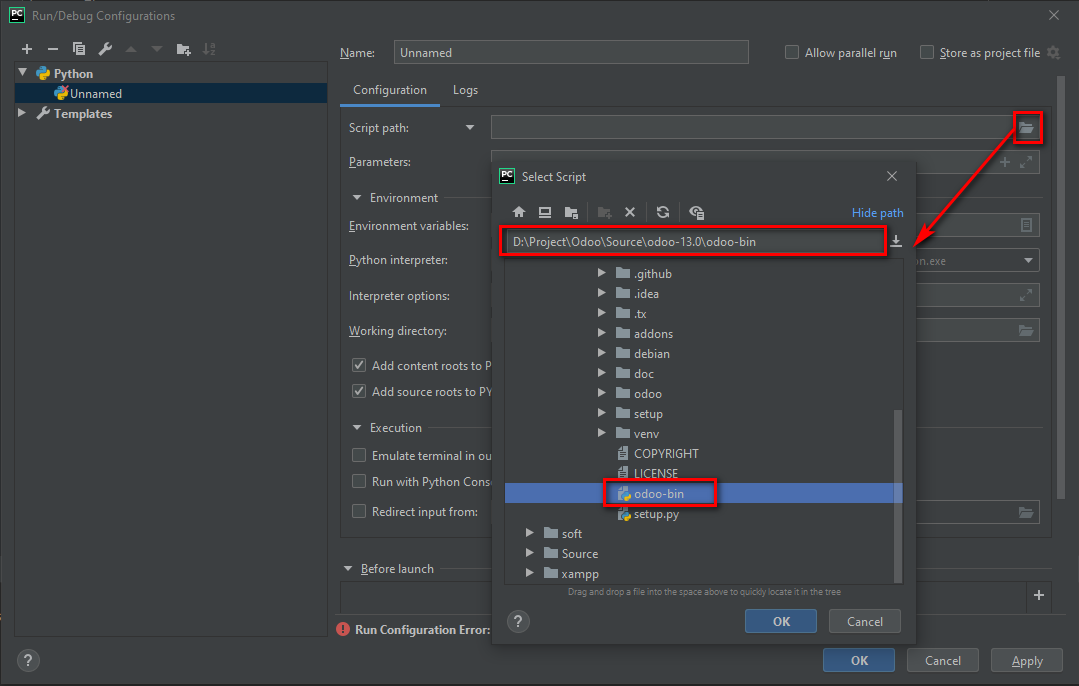 PC Run/Debug Configurations
Name: Unnamed Allow parallel run Store as project file
Python
Unnamed
Templates
Configuration Logs
Script path:
Parameters:
Environment
Environment variables:
Python interpreter:
on.exe
Interpreter options:
Working directory:
Add content roots to P
Add source roots to PY
Execution
Emulate terminal in ou
Run with Python Cons
Redirect input from:
Before launch
Run Configuration Error:
PC Select Script
Hide path
D:\Project\Odoo\Source\odoo-13.0\odoo-bin
.github
.idea
.tx
addons
debian
doc
odoo
setup
venv
COPYRIGHT
LICENSE
odoo-bin
setup.py
soft
Source
xampp
Drag and drop a file into the space above to quickly locate it in the tree
? OK Cancel
? OK Cancel Apply